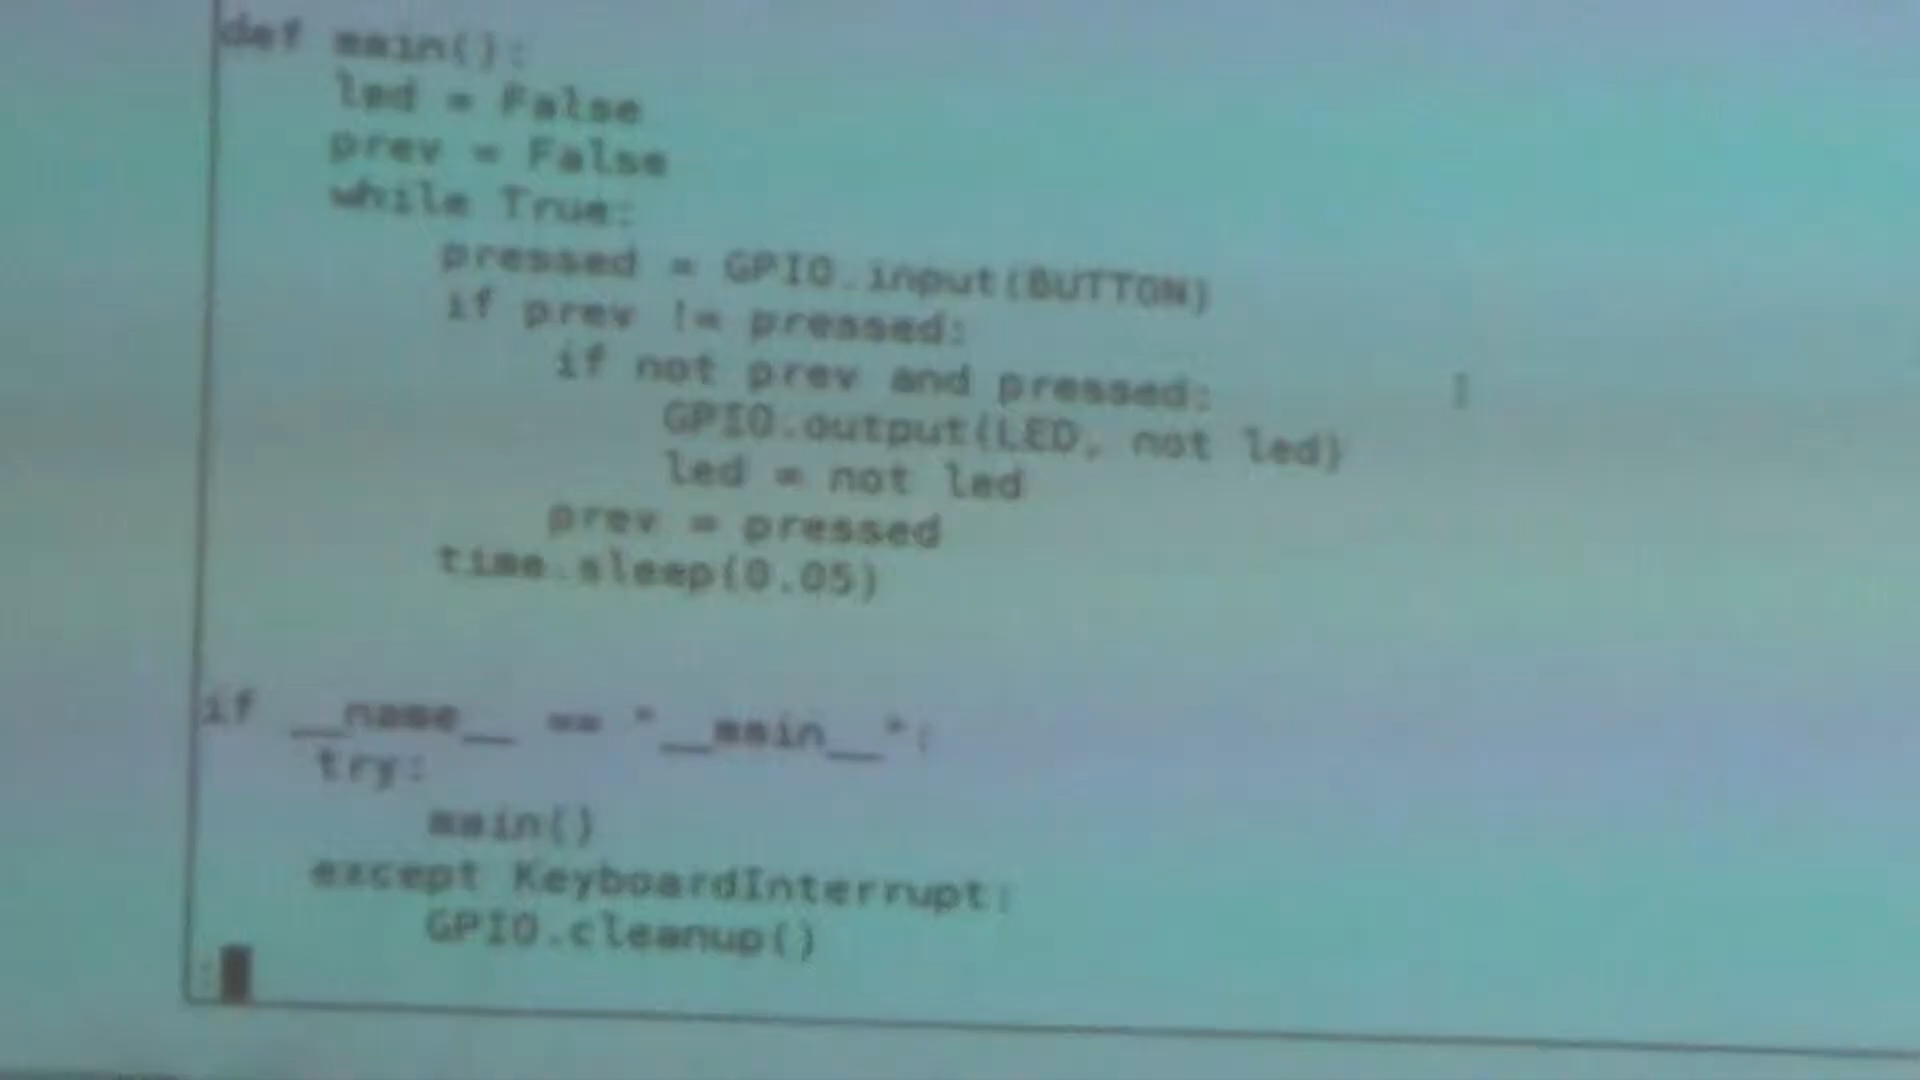 def main():
    led = False
    prev = False
    while True:
        pressed = GPIO.input(BUTTON)
        if prev != pressed:
            if not prev and pressed:
                GPIO.output(LED, not led)
                led = not led
            prev = pressed
        time.sleep(0.05)
if __name__ == "__main__":
    try:
        main()
    except KeyboardInterrupt:
        GPIO.cleanup()
: